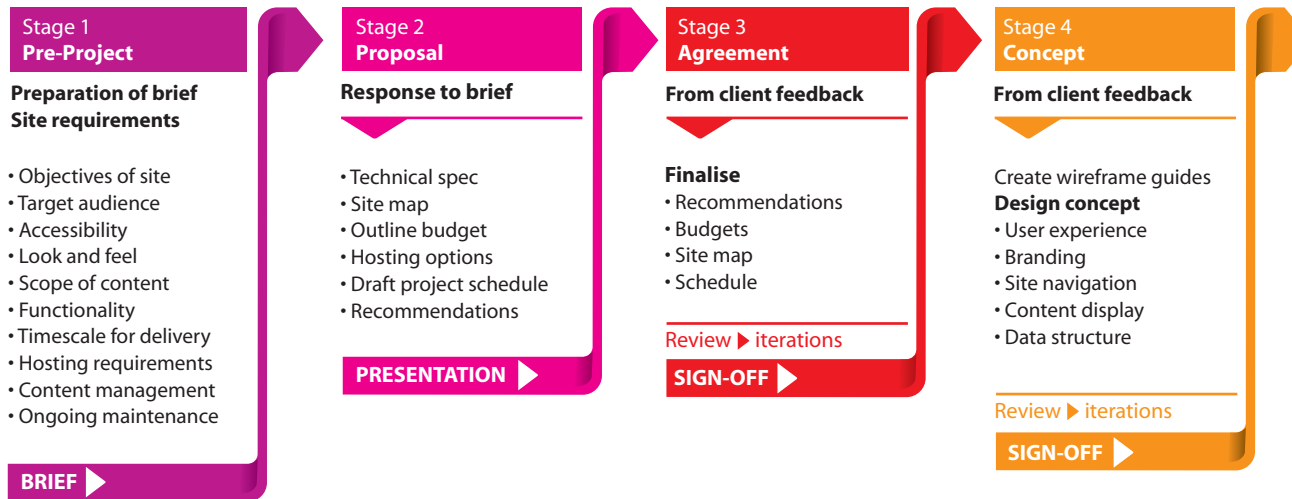 Stage 1
Pre-Project
Preparation of brief
Site requirements
• Objectives of site
• Target audience
• Accessibility
• Look and feel
• Scope of content
• Functionality
• Timescale for delivery
• Hosting requirements
• Content management
• Ongoing maintenance
BRIEF
Stage 2
Proposal
Response to brief
• Technical spec
• Site map
• Outline budget
• Hosting options
• Draft project schedule
• Recommendations
PRESENTATION
Stage 3
Agreement
From client feedback
Finalise
• Recommendations
• Budgets
• Site map
• Schedule
Review ▶ iterations
SIGN-OFF
Stage 4
Concept
From client feedback
Create wireframe guides
Design concept
• User experience
• Branding
• Site navigation
• Content display
• Data structure
Review ▶ iterations
SIGN-OFF